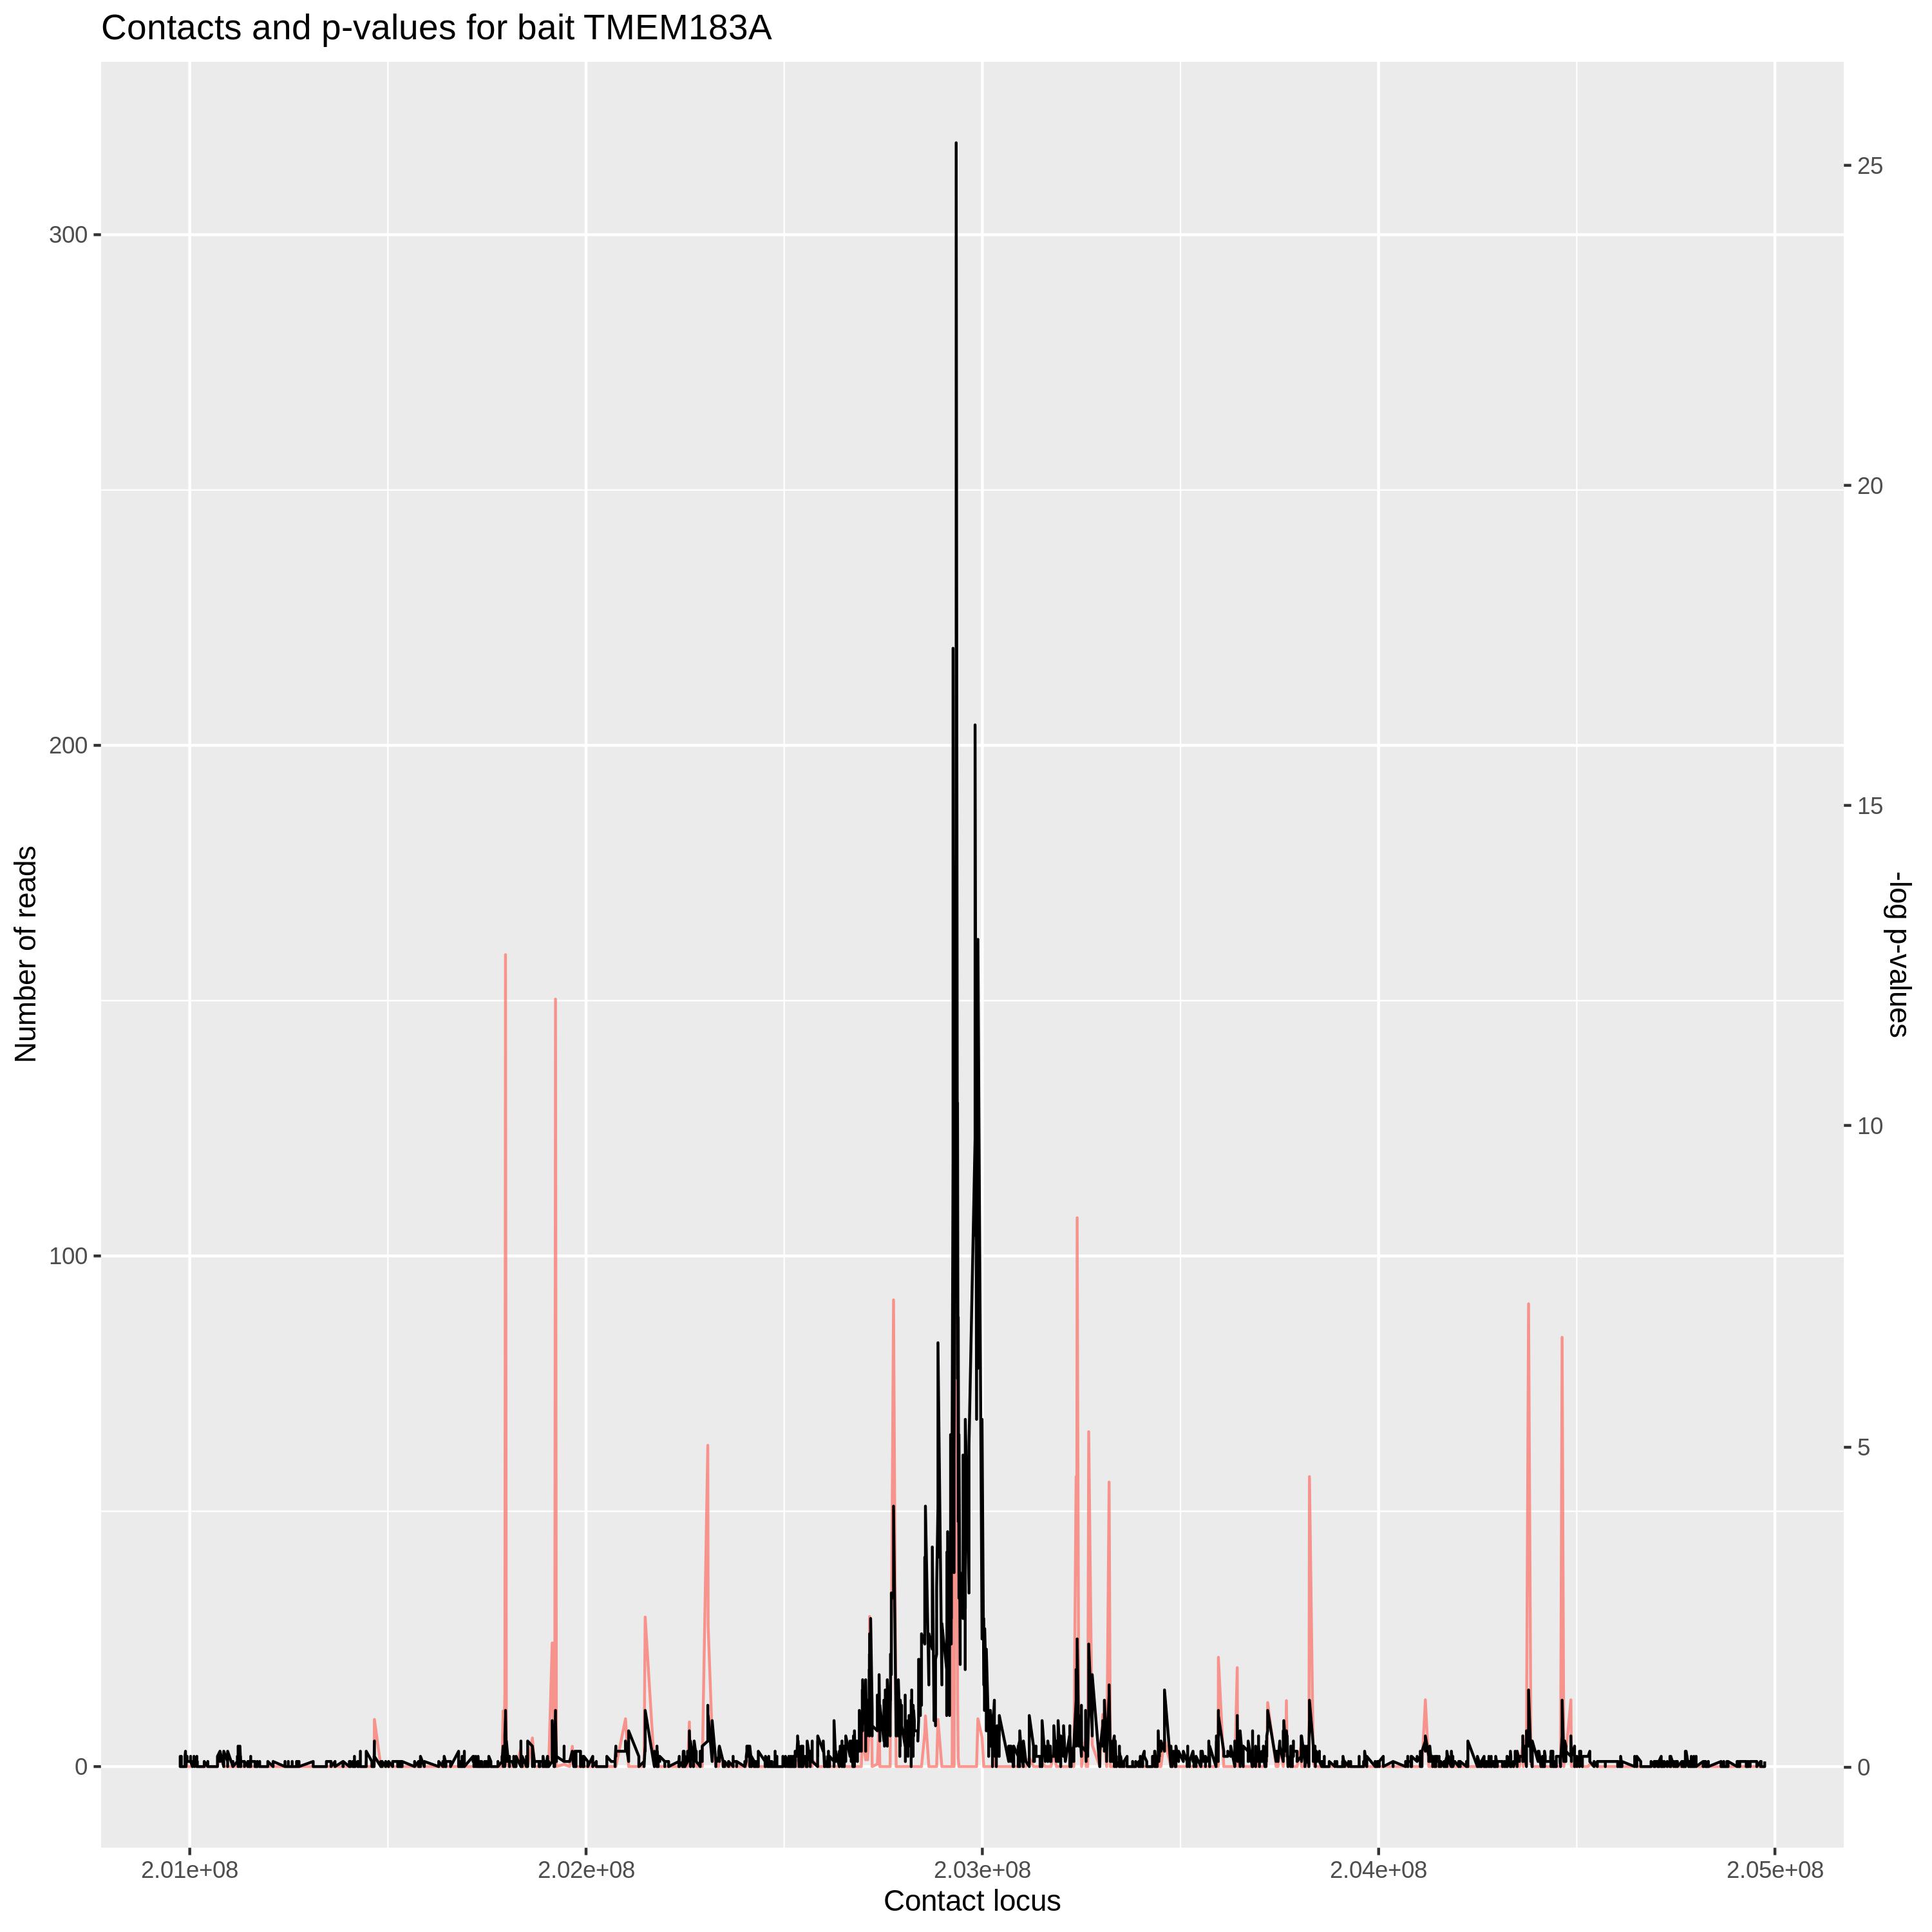 Contacts and p-values for bait TMEM183A
Number of reads
300
200
100
0
25
20
15
10
5
0
-log p-values
2.01e+08
2.02e+08
2.03e+08
2.04e+08
2.05e+08
Contact locus